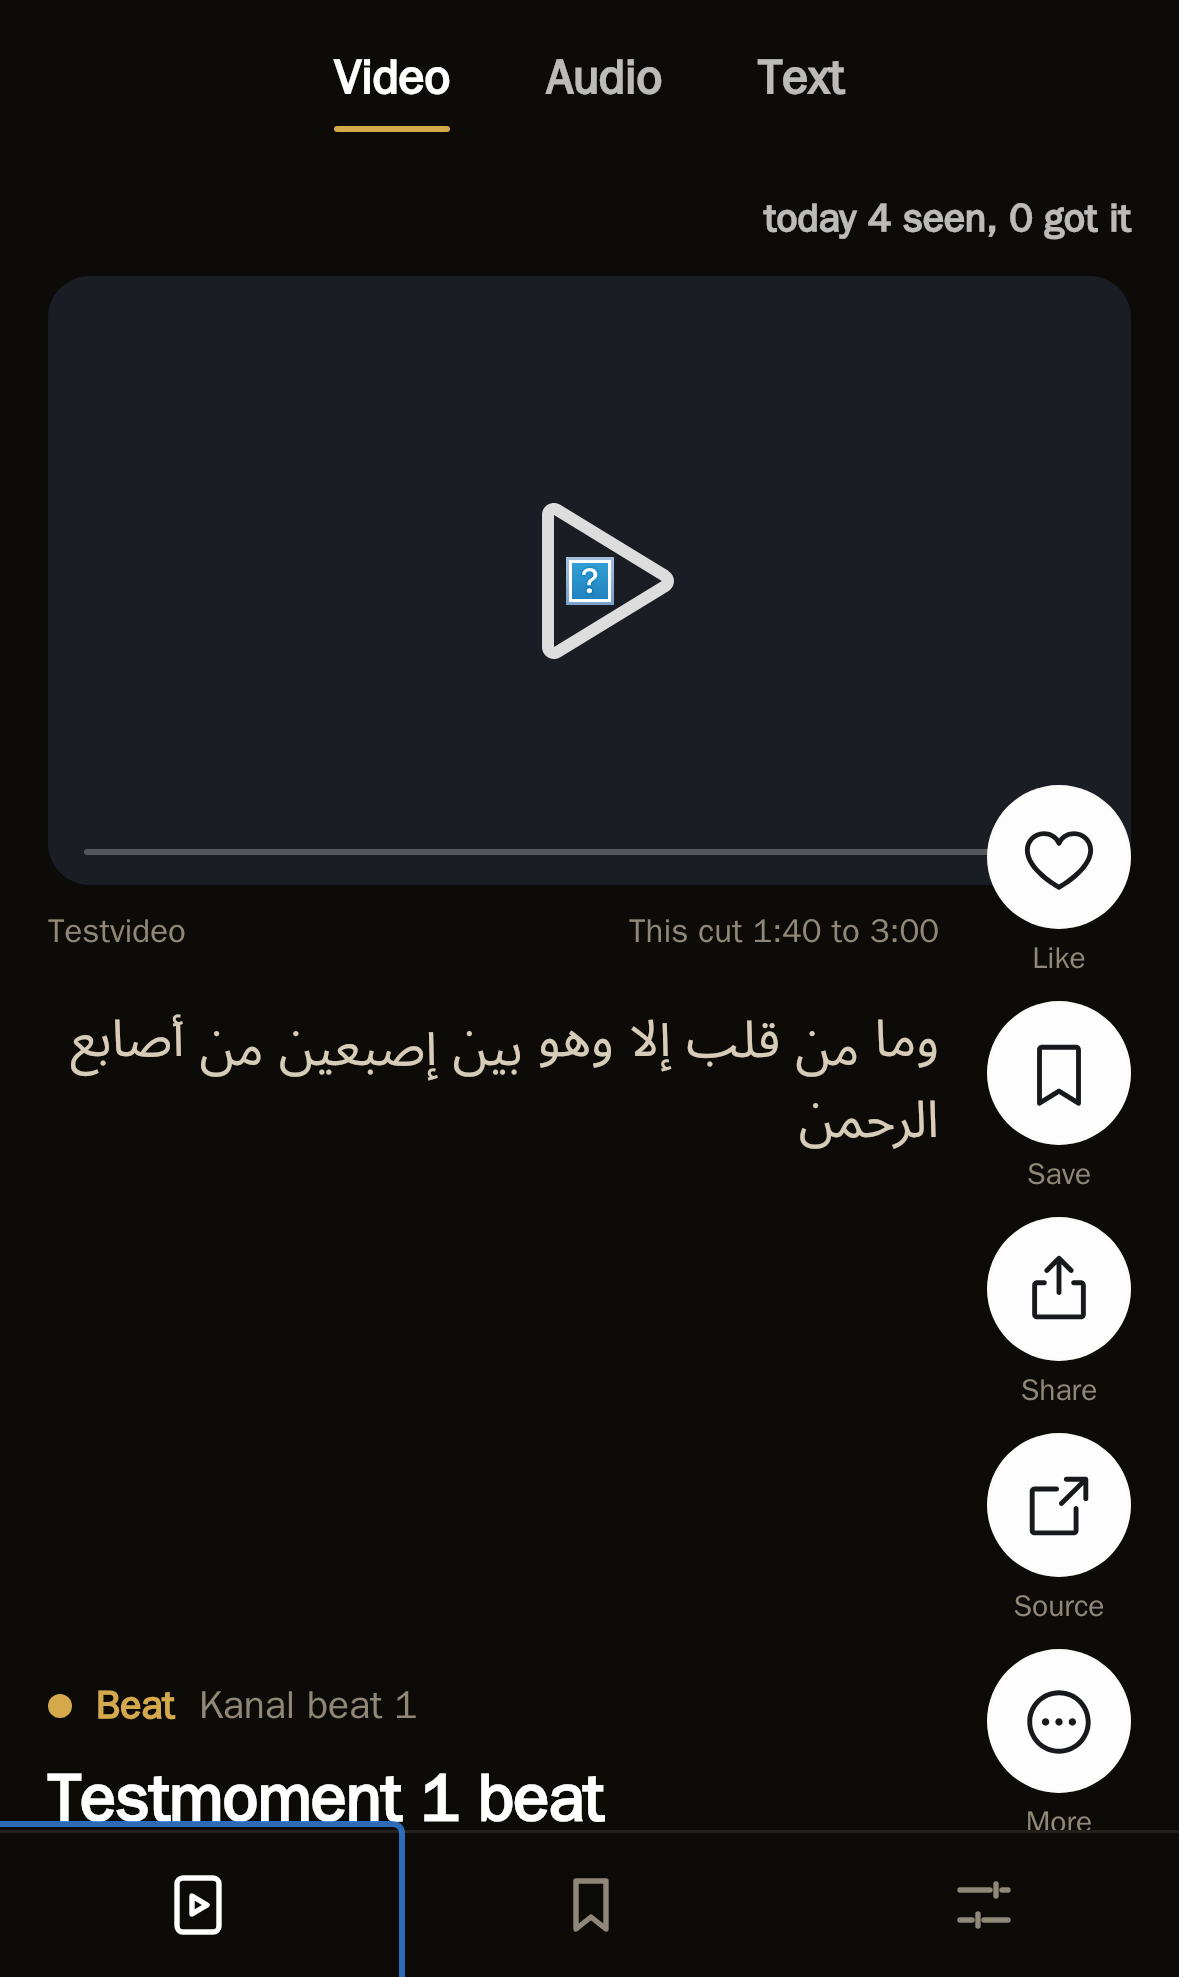 Video Audio Text
today 4 seen, 0 got it
?
Testvideo This cut 1:40 to 3:00
Like
وما من قلب إلا وهو بين إصبعين من أصابع
الرحمن
Save
Share
Source
Beat Kanal beat 1
Testmoment 1 beat
More